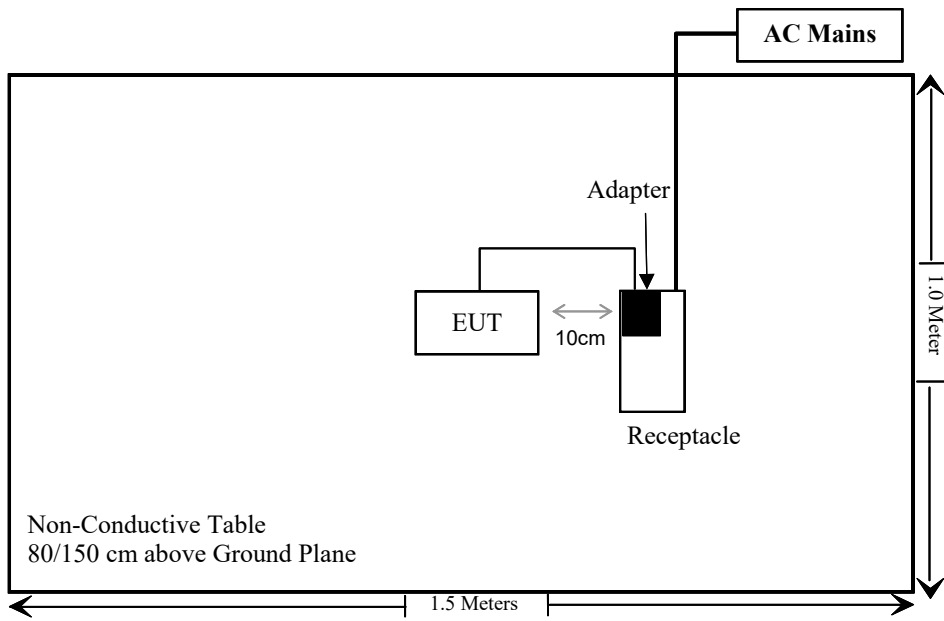 AC Mains
Adapter
EUT
10cm
1.0 Meter
Receptacle
Non-Conductive Table
80/150 cm above Ground Plane
1.5 Meters